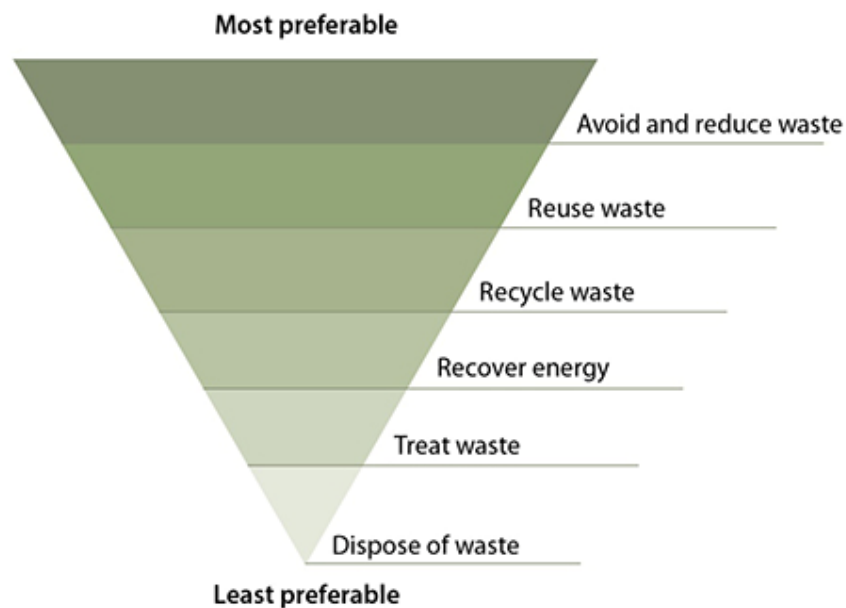 Most preferable
Avoid and reduce waste
Reuse waste
Recycle waste
Recover energy
Treat waste
Dispose of waste
Least preferable